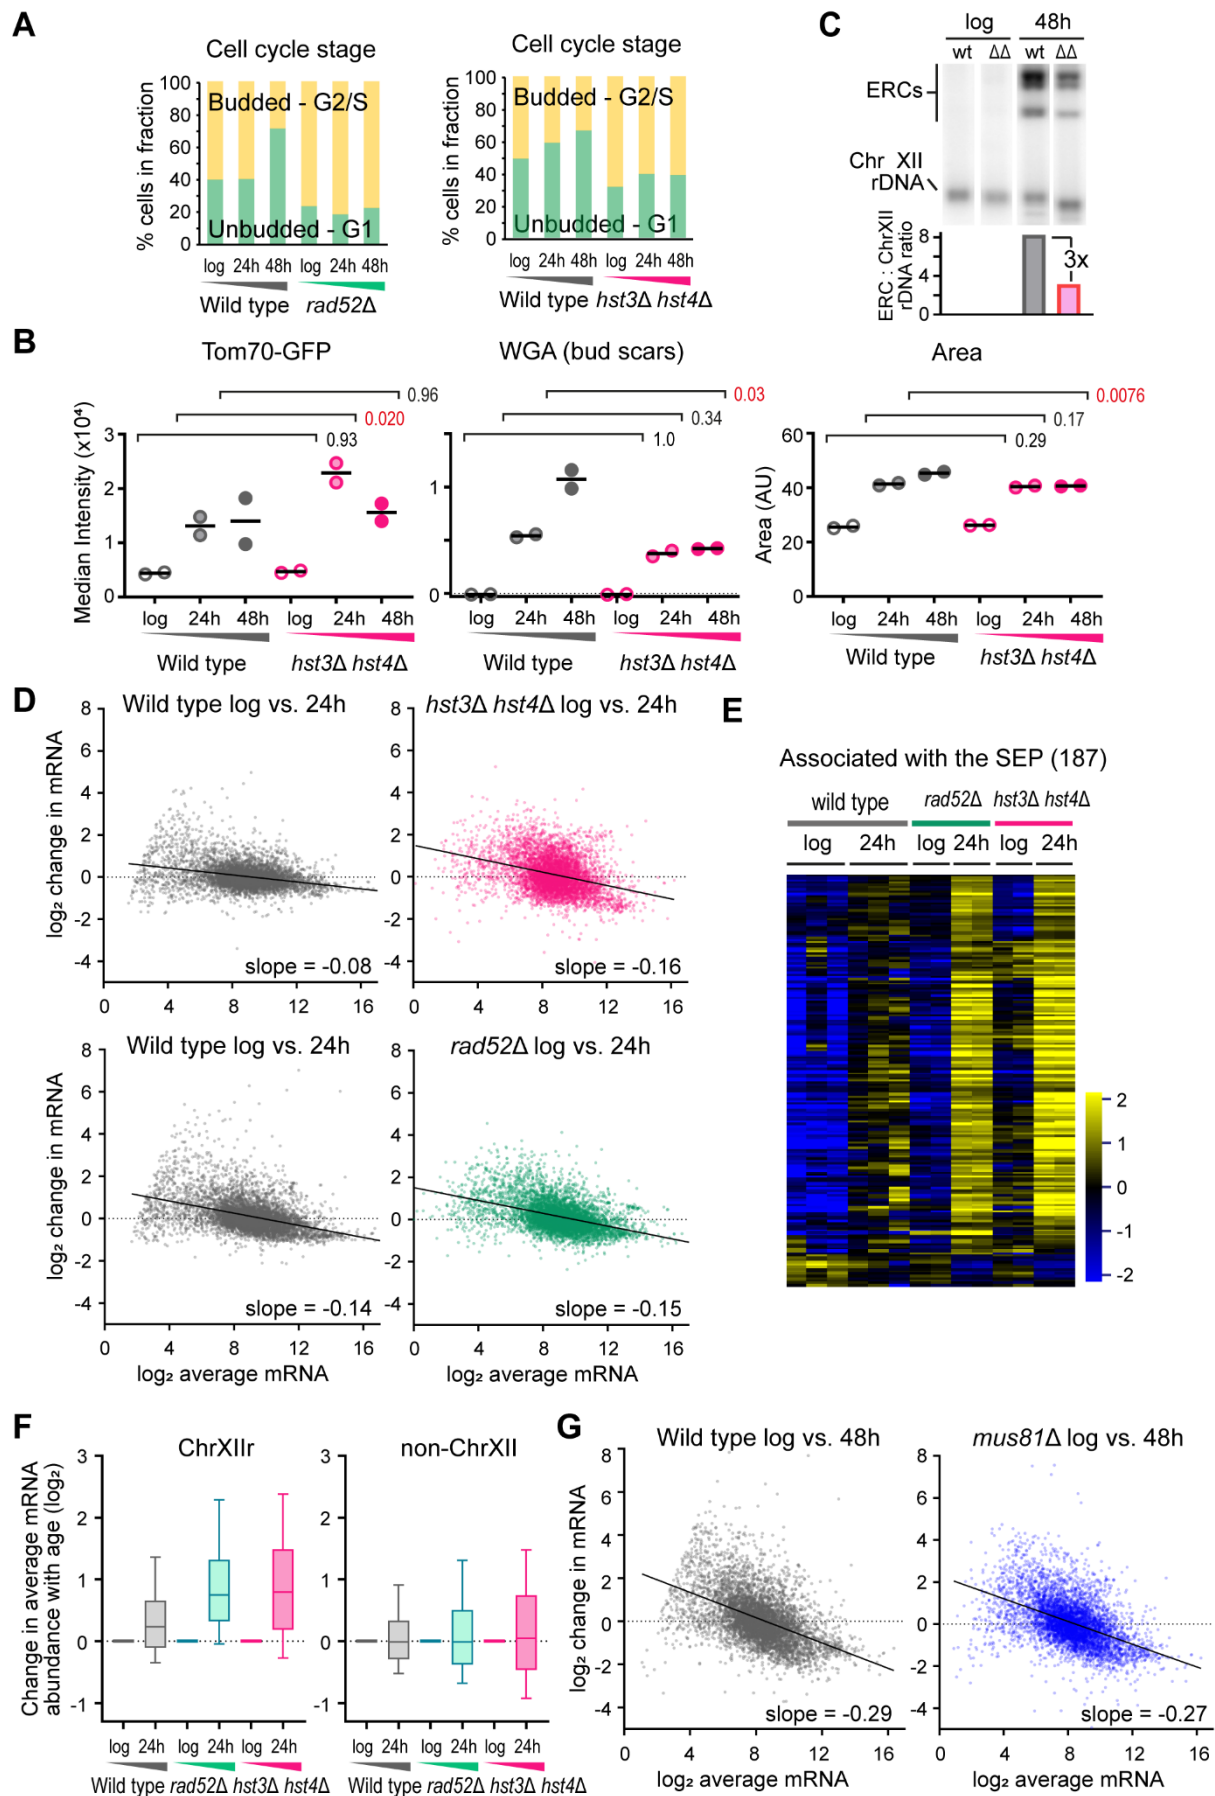 A
Cell cycle stage
% cells in fraction
100
80
60
40
20
0
Budded - G2/S
Unbudded - G1
log 24h 48h log 24h 48h
Wild type rad52Δ
Cell cycle stage
% cells in fraction
100
80
60
40
20
0
Budded - G2/S
Unbudded - G1
log 24h 48h log 24h 48h
Wild type hst3Δ hst4Δ
C
log 48h
wt ΔΔ wt ΔΔ
ERCs
Chr XII
rDNA
ERC : ChrXII
rDNA ratio
8
4
0
3x
B
Tom70-GFP
0.96
0.020
0.93
Median Intensity (x10⁴)
3
2
1
0
log 24h 48h log 24h 48h
Wild type hst3Δ hst4Δ
WGA (bud scars)
0.03
0.34
1.0
1
0
log 24h 48h log 24h 48h
Wild type hst3Δ hst4Δ
Area
0.0076
0.17
0.29
Area (AU)
60
40
20
0
log 24h 48h log 24h 48h
Wild type hst3Δ hst4Δ
D
Wild type log vs. 24h
log₂ change in mRNA
8
6
4
2
0
-2
-4
slope = -0.08
0 4 8 12 16
hst3Δ hst4Δ log vs. 24h
8
6
4
2
0
-2
-4
slope = -0.16
0 4 8 12 16
Wild type log vs. 24h
log₂ change in mRNA
8
6
4
2
0
-2
-4
slope = -0.14
0 4 8 12 16
log₂ average mRNA
rad52Δ log vs. 24h
8
6
4
2
0
-2
-4
slope = -0.15
0 4 8 12 16
log₂ average mRNA
E
Associated with the SEP (187)
wild type rad52Δ hst3Δ hst4Δ
log 24h log 24h log 24h
2
1
0
-1
-2
F
ChrXIIr
Change in average mRNA
abundance with age (log₂)
3
2
1
0
-1
log 24h log 24h log 24h
Wild type rad52Δ hst3Δ hst4Δ
non-ChrXII
3
2
1
0
-1
log 24h log 24h log 24h
Wild type rad52Δ hst3Δ hst4Δ
G
Wild type log vs. 48h
log₂ change in mRNA
8
6
4
2
0
-2
-4
slope = -0.29
0 4 8 12 16
log₂ average mRNA
mus81Δ log vs. 48h
8
6
4
2
0
-2
-4
slope = -0.27
0 4 8 12 16
log₂ average mRNA